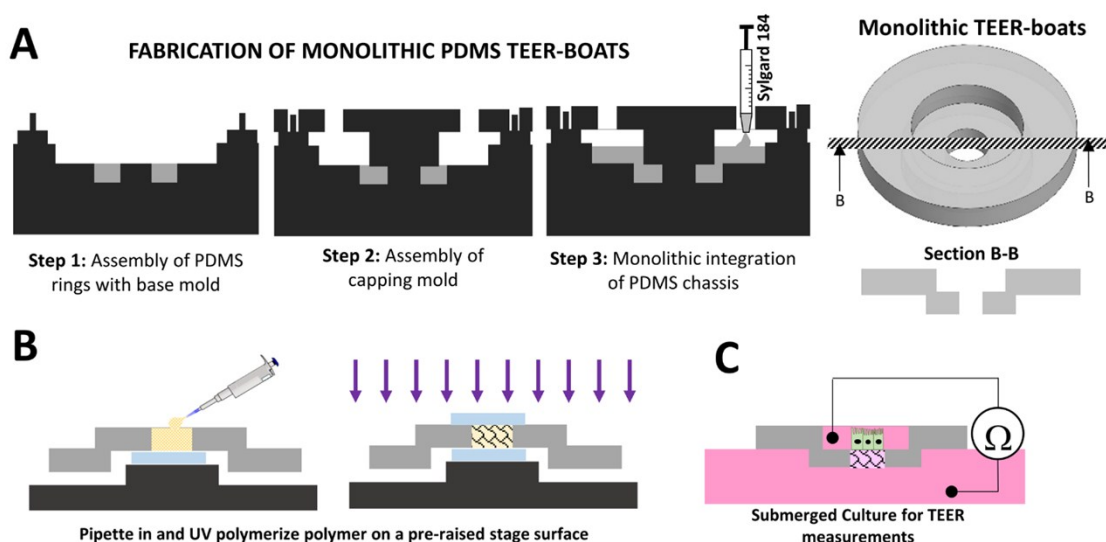 A
FABRICATION OF MONOLITHIC PDMS TEER-BOATS
Sylgard 184
Monolithic TEER-boats
B
B
Step 1: Assembly of PDMS
rings with base mold
Step 2: Assembly of
capping mold
Step 3: Monolithic integration
of PDMS chassis
Section B-B
B
Pipette in and UV polymerize polymer on a pre-raised stage surface
C
Ω
Submerged Culture for TEER
measurements